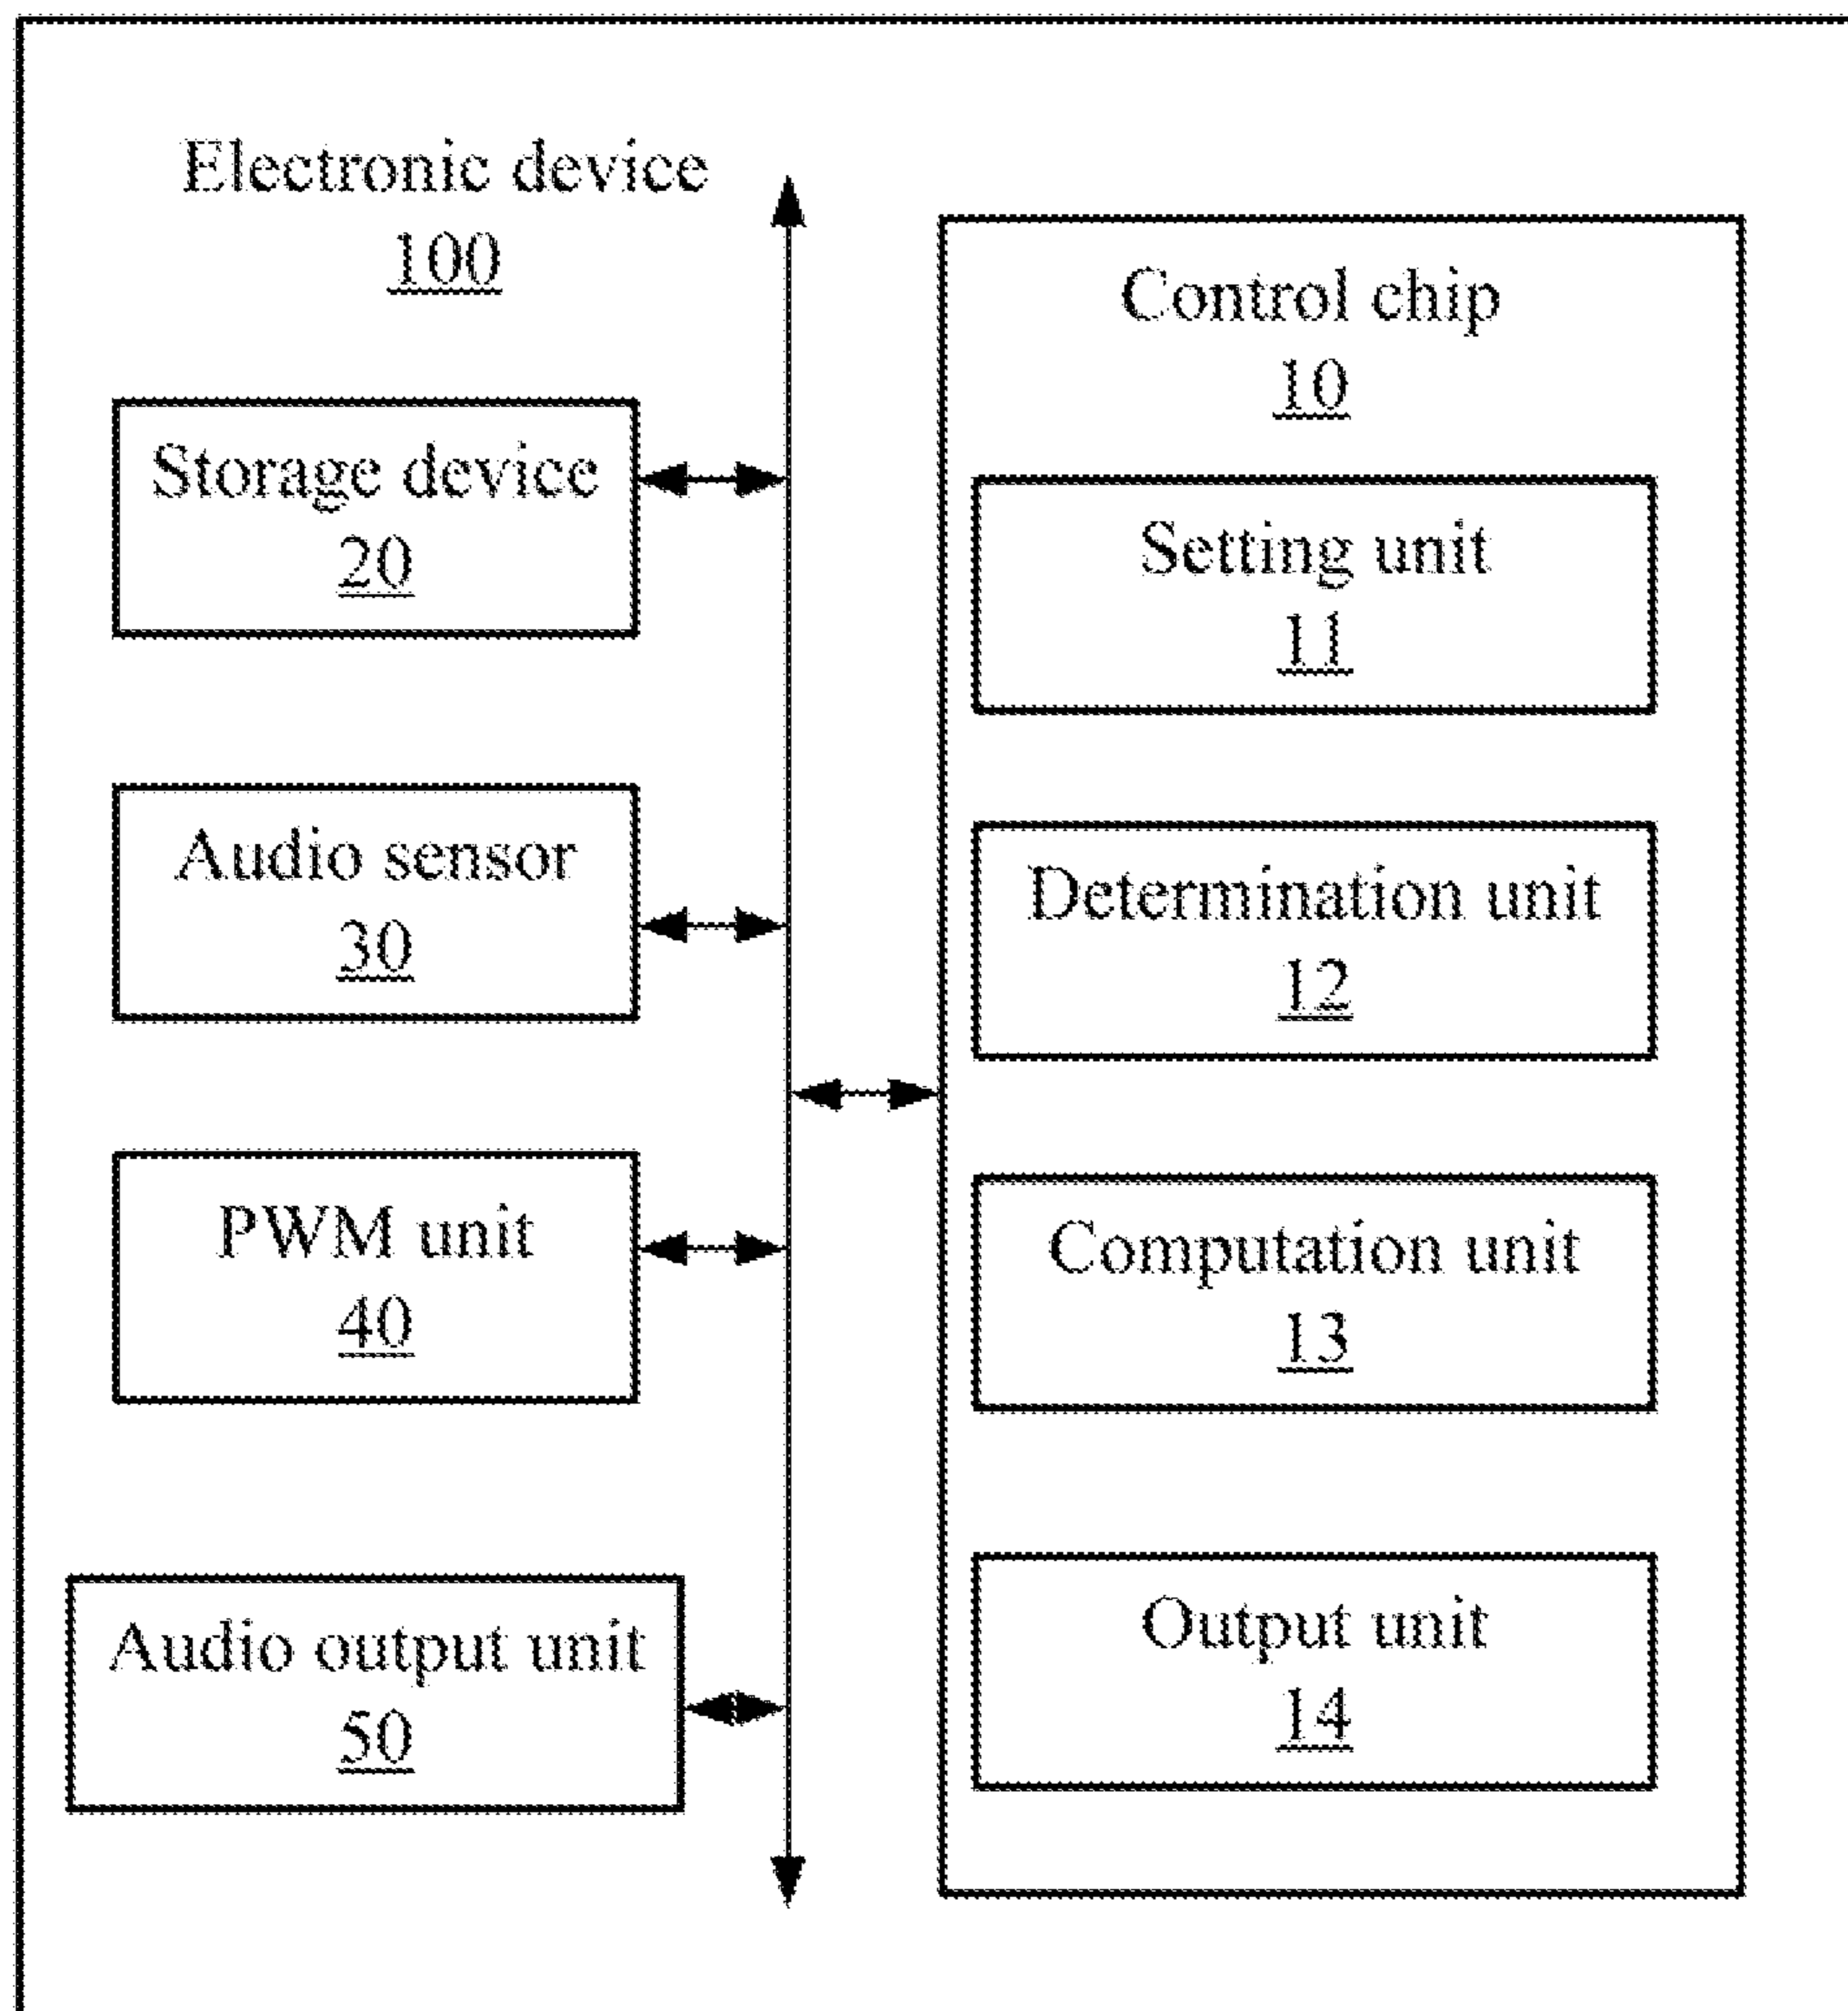 Electronic device
100
Storage device
20
Audio sensor
30
PWM unit
40
Audio output unit
50
Control chip
10
Setting unit
11
Determination unit
12
Computation unit
13
Output unit
14